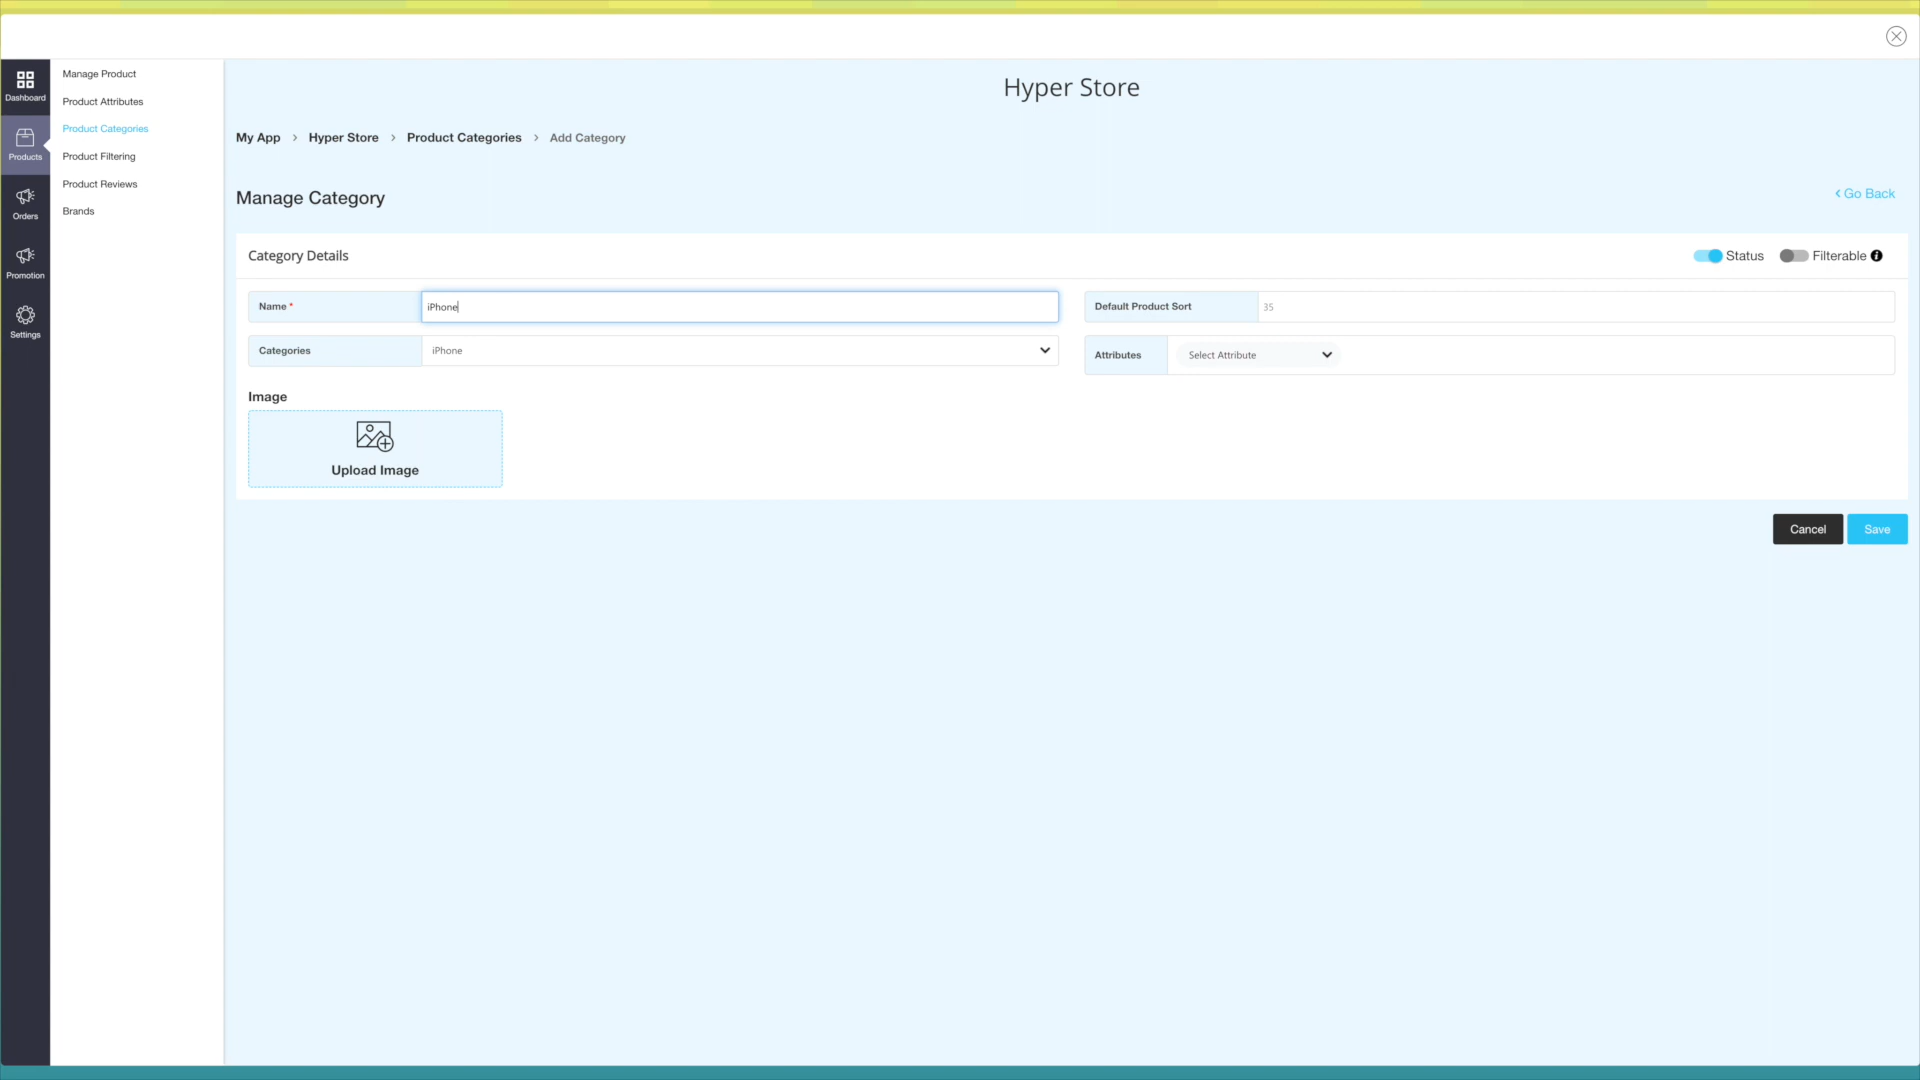 Hyper Store
Dashboard
Products
Orders
Promotion
Settings
Manage Product
Product Attributes
Product Categories
Product Filtering
Product Reviews
Brands
My App > Hyper Store > Product Categories > Add Category
Manage Category
Go Back
Category Details
Status
Filterable
Name *
iPhone
Default Product Sort
35
Categories
iPhone
Attributes
Select Attribute
Image
Upload Image
Cancel
Save